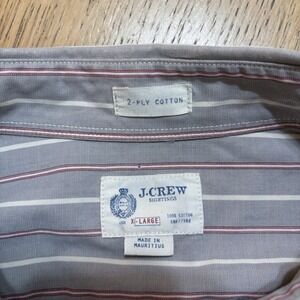 2-PLY COTTON
J.CREW
SHIRTINGS
X-LARGE
100% COTTON
MADE IN
MAURITIUS